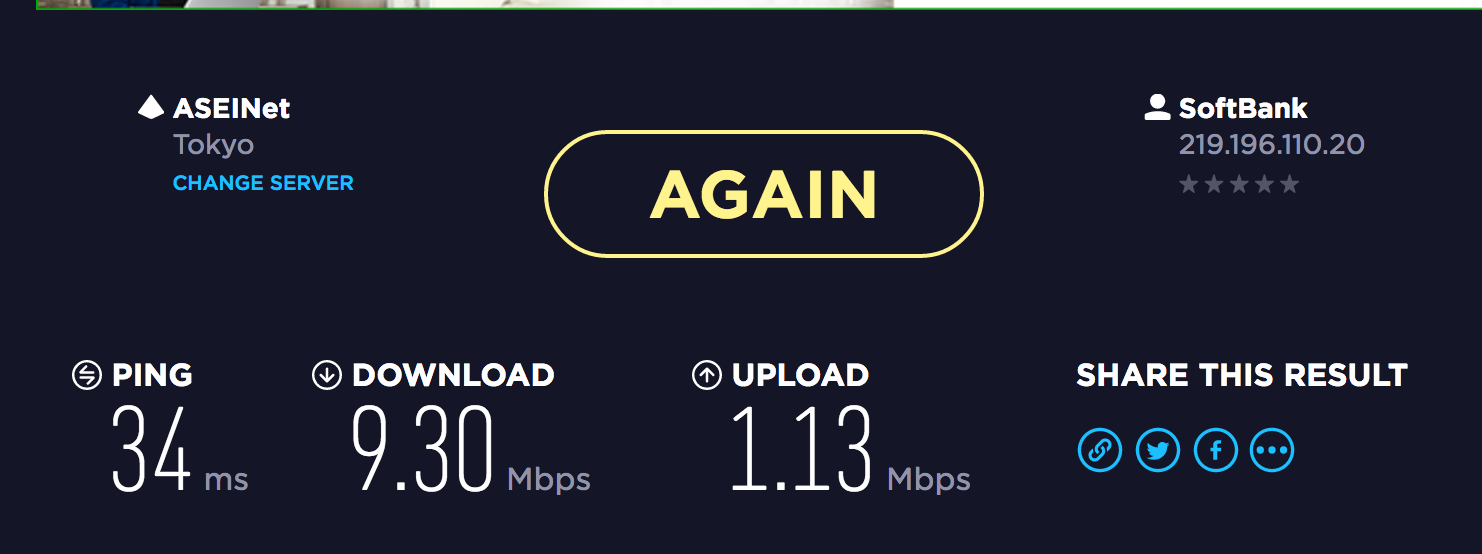 ASEINet
Tokyo
CHANGE SERVER
AGAIN
SoftBank
219.196.110.20
PING
34 ms
DOWNLOAD
9.30 Mbps
UPLOAD
1.13 Mbps
SHARE THIS RESULT